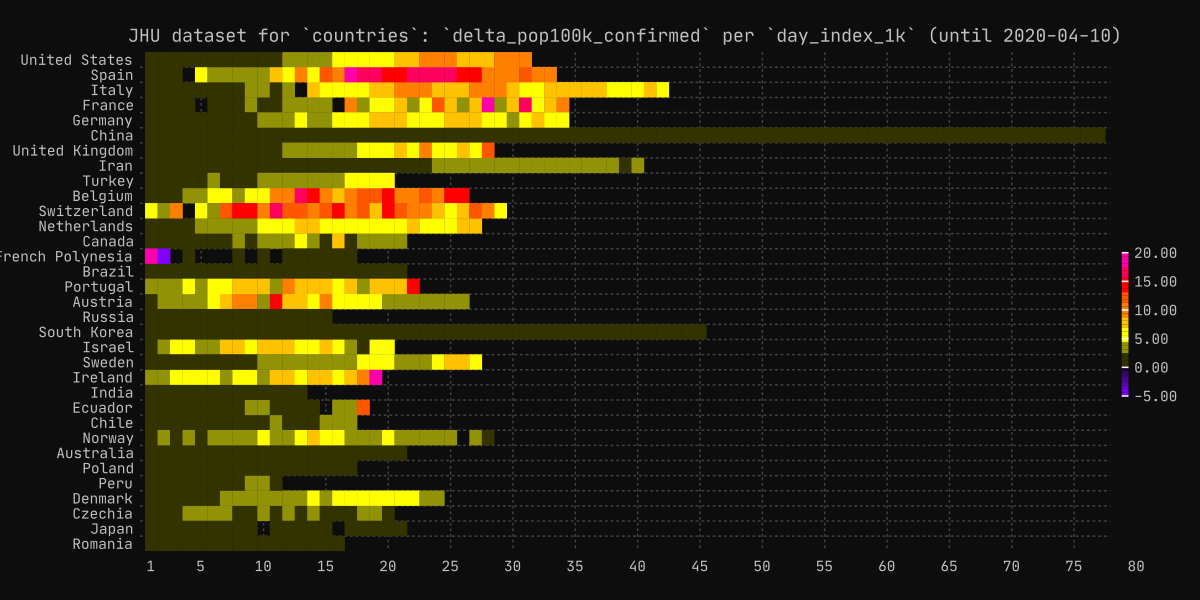 JHU dataset for `countries`: `delta_pop100k_confirmed` per `day_index_1k` (until 2020-04-10)
United States
Spain
Italy
France
Germany
China
United Kingdom
Iran
Turkey
Belgium
Switzerland
Netherlands
Canada
French Polynesia
Brazil
Portugal
Austria
Russia
South Korea
Israel
Sweden
Ireland
India
Ecuador
Chile
Norway
Australia
Poland
Peru
Denmark
Czechia
Japan
Romania
1 5 10 15 20 25 30 35 40 45 50 55 60 65 70 75 80
20.00
15.00
10.00
5.00
0.00
-5.00